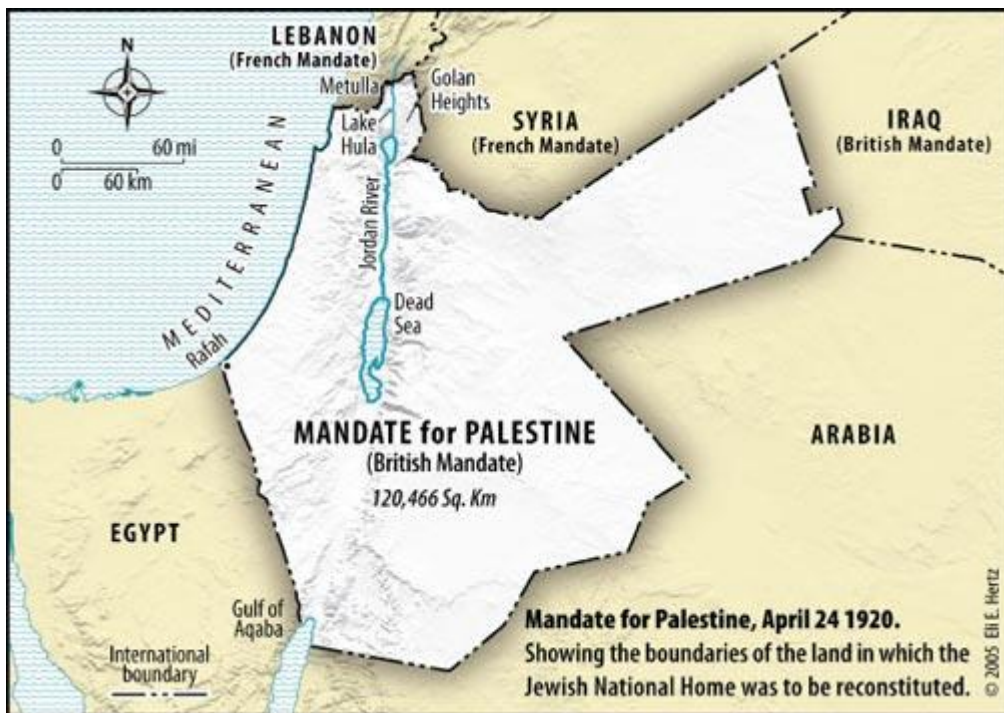 N
0 60 mi
0 60 km
LEBANON
(French Mandate)
Metulla
Golan
Heights
Lake
Hula
SYRIA
(French Mandate)
IRAQ
(British Mandate)
MEDITERRANEAN
Jordan River
Dead
Sea
Rafah
MANDATE for PALESTINE
(British Mandate)
120,466 Sq. Km
ARABIA
EGYPT
Gulf of
Aqaba
International
boundary
Mandate for Palestine, April 24 1920.
Showing the boundaries of the land in which the
Jewish National Home was to be reconstituted.
© 2005 Eli E. Hertz